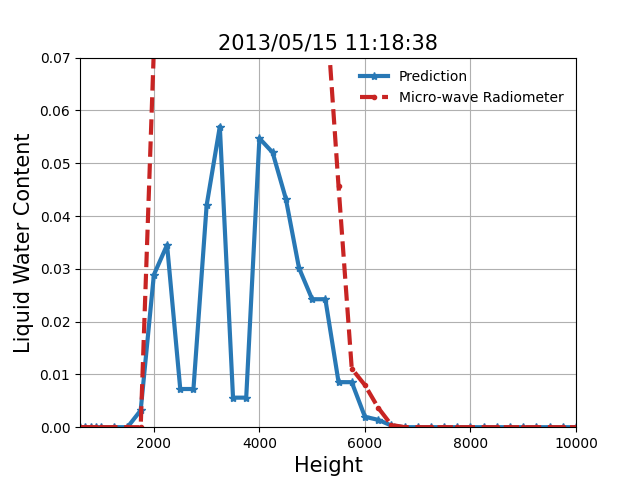 2013/05/15 11:18:38
0.07
0.06
0.05
0.04
0.03
0.02
0.01
0.00
Liquid Water Content
Prediction
Micro-wave Radiometer
2000 4000 6000 8000 10000
Height